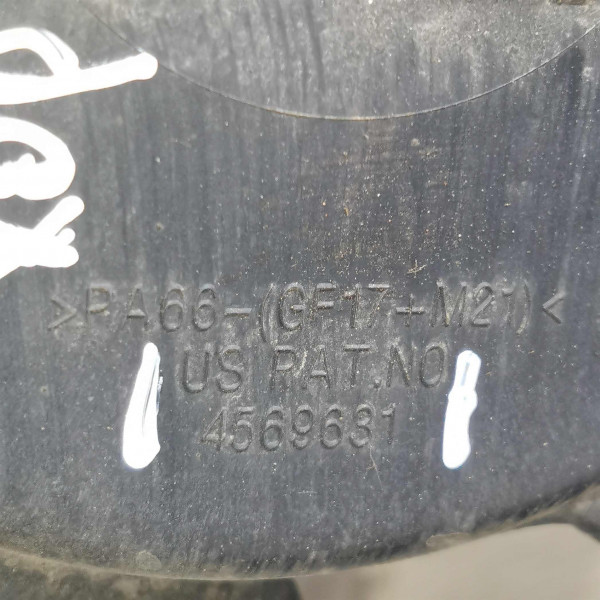 >PA66-(GF17+M21)<
US PAT.NO
4569631